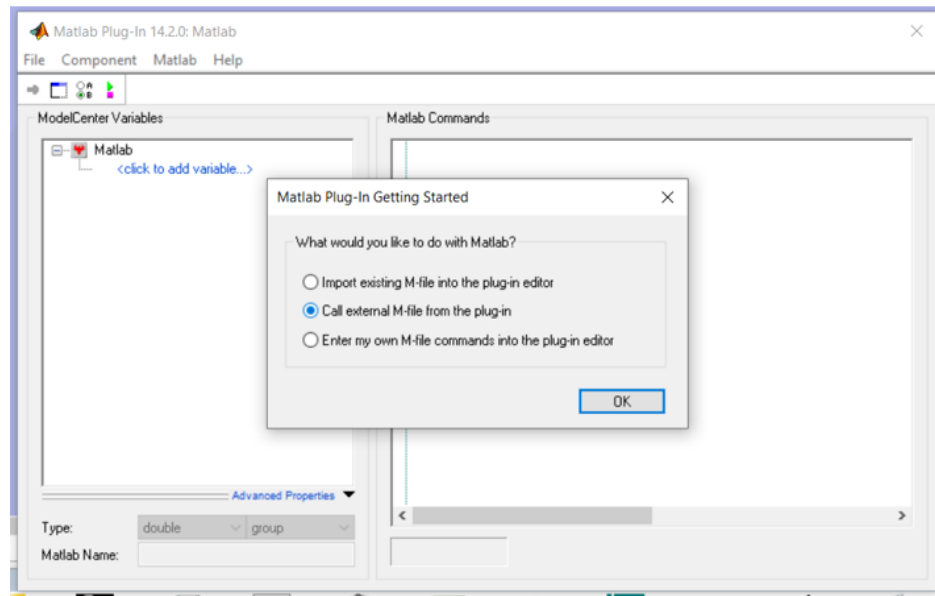 Matlab Plug-In 14.2.0: Matlab
File Component Matlab Help
ModelCenter Variables
Matlab Commands
Matlab
<click to add variable...>
Matlab Plug-In Getting Started
What would you like to do with Matlab?
Import existing M-file into the plug-in editor
Call external M-file from the plug-in
Enter my own M-file commands into the plug-in editor
OK
Advanced Properties
Type: double group
Matlab Name: